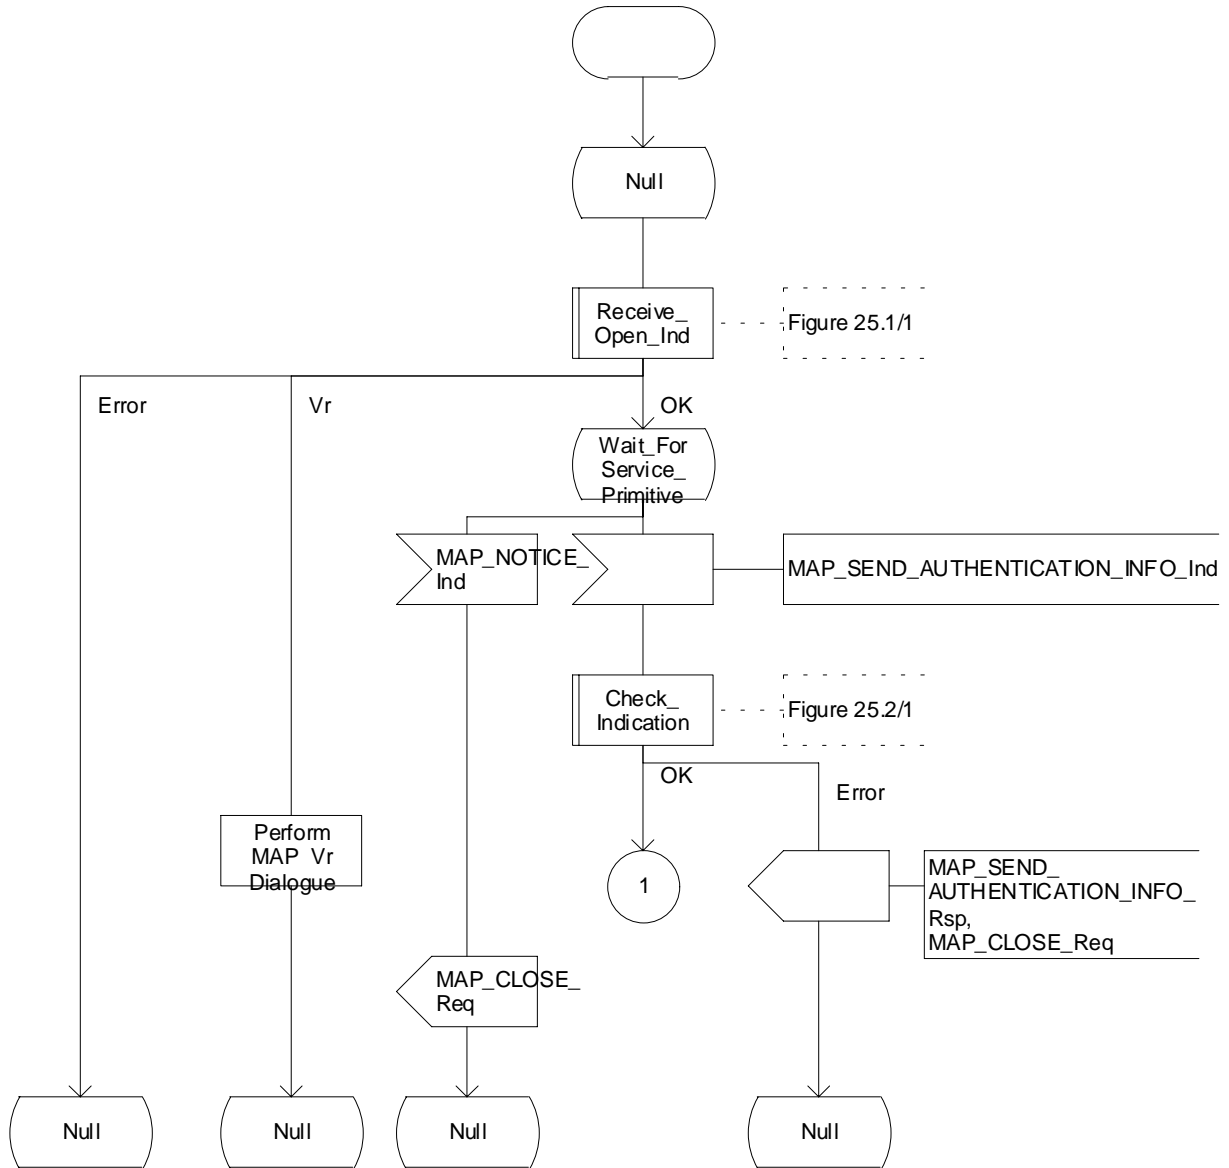 Null
Receive_
Open_Ind
Figure 25.1/1
Error
Vr
OK
Wait_For
Service_
Primitive
MAP_NOTICE_
Ind
MAP_SEND_AUTHENTICATION_INFO_Ind
Check_
Indication
Figure 25.2/1
OK
Error
Perform
MAP Vr
Dialogue
1
MAP_SEND_
AUTHENTICATION_INFO_
Rsp,
MAP_CLOSE_Req
MAP_CLOSE_
Req
Null
Null
Null
Null